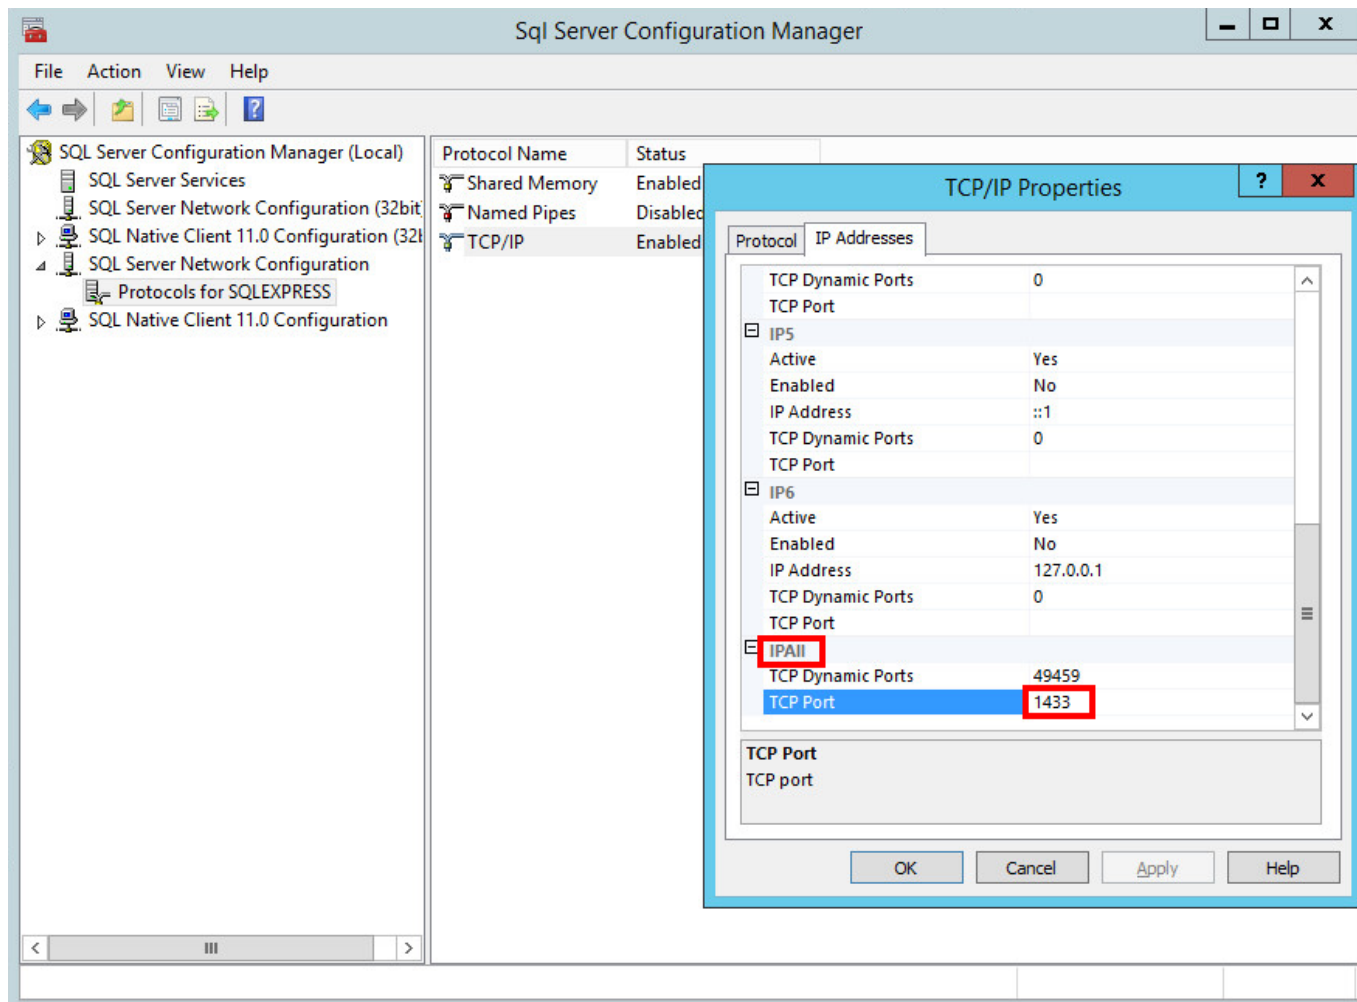 Sql Server Configuration Manager
File Action View Help
SQL Server Configuration Manager (Local)
SQL Server Services
SQL Server Network Configuration (32bit
SQL Native Client 11.0 Configuration (32b
SQL Server Network Configuration
Protocols for SQLEXPRESS
SQL Native Client 11.0 Configuration
Protocol Name Status
Shared Memory Enabled
Named Pipes Disabled
TCP/IP Enabled
TCP/IP Properties
Protocol IP Addresses
TCP Dynamic Ports 0
TCP Port
IP5
Active Yes
Enabled No
IP Address ::1
TCP Dynamic Ports 0
TCP Port
IP6
Active Yes
Enabled No
IP Address 127.0.0.1
TCP Dynamic Ports 0
TCP Port
IPAll
TCP Dynamic Ports 49459
TCP Port 1433
TCP Port
TCP port
OK Cancel Apply Help